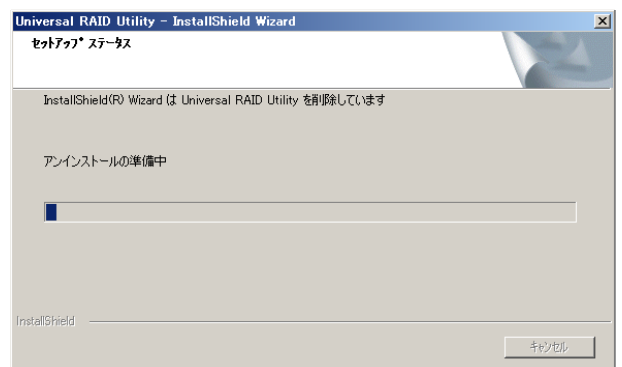 Universal RAID Utility - InstallShield Wizard
セットアップ ステータス
InstallShield(R) Wizard は Universal RAID Utility を削除しています
アンインストールの準備中
InstallShield
キャンセル